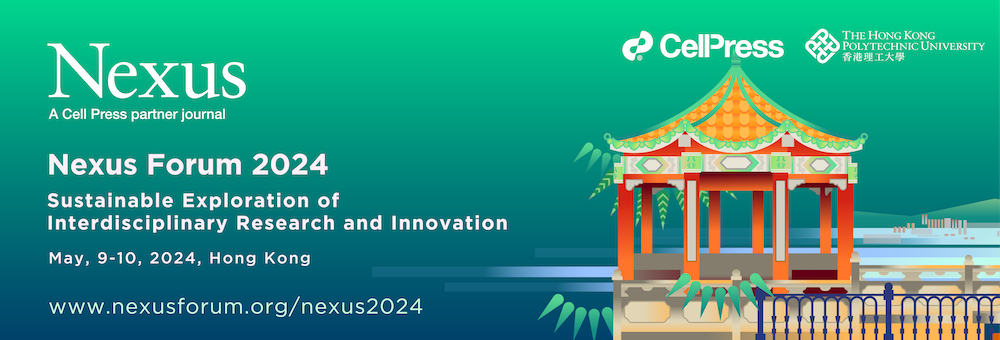 Nexus
A Cell Press partner journal
Nexus Forum 2024
Sustainable Exploration of
Interdisciplinary Research and Innovation
May, 9-10, 2024, Hong Kong
www.nexusforum.org/nexus2024
CellPress
THE HONG KONG
POLYTECHNIC UNIVERSITY
香港理工大學